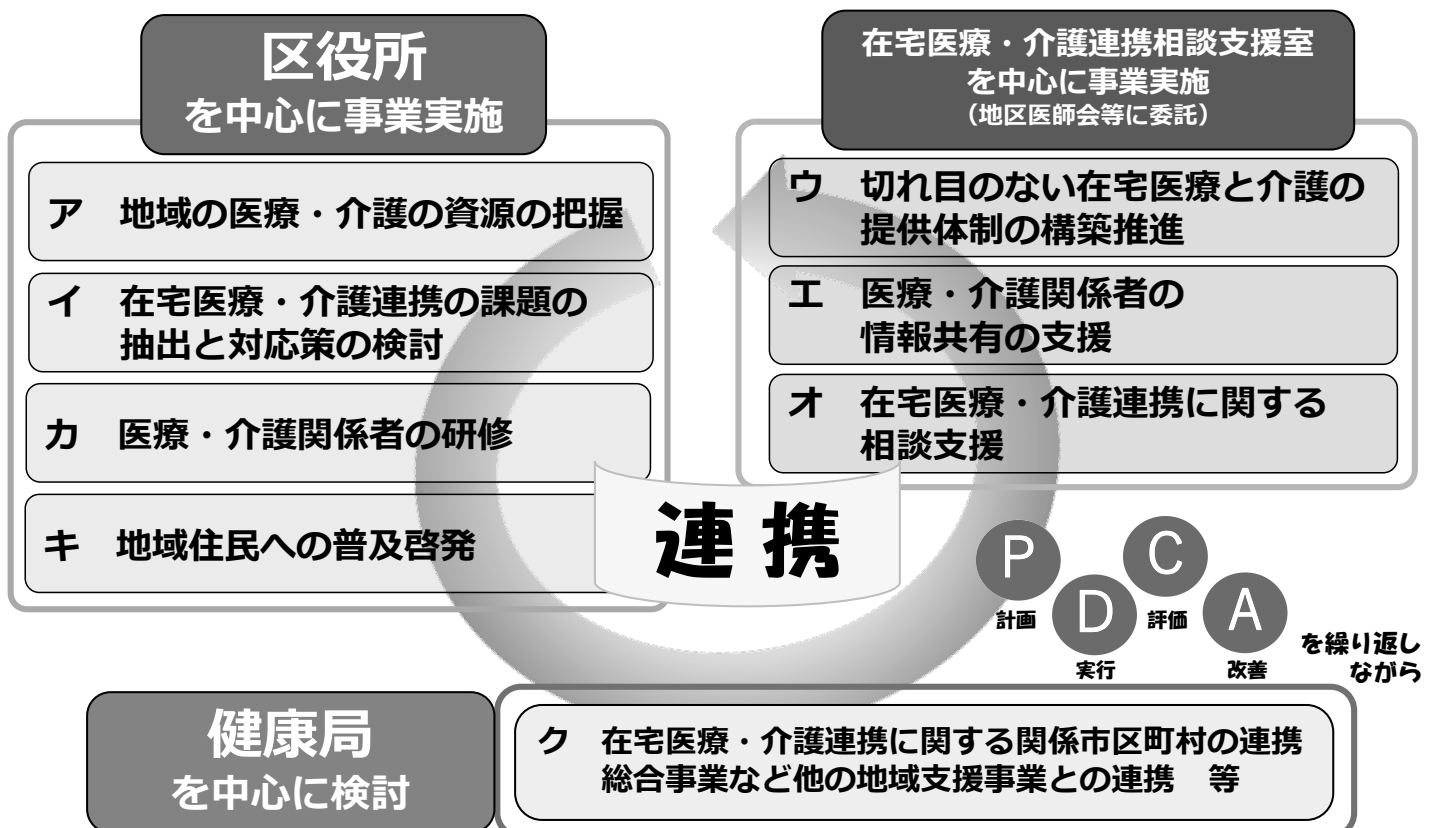 区役所
を中心に事業実施
ア 地域の医療・介護の資源の把握
イ 在宅医療・介護連携の課題の
抽出と対応策の検討
カ 医療・介護関係者の研修
キ 地域住民への普及啓発
在宅医療・介護連携相談支援室
を中心に事業実施
（地区医師会等に委託）
ウ 切れ目のない在宅医療と介護の
提供体制の構築推進
エ 医療・介護関係者の
情報共有の支援
オ 在宅医療・介護連携に関する
相談支援
連携
P
計画
D
実行
C
評価
A
改善
を繰り返し
ながら
健康局
を中心に検討
ク 在宅医療・介護連携に関する関係市区町村の連携
総合事業など他の地域支援事業との連携 等